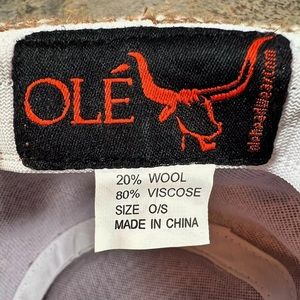 OLÉ
20% WOOL
80% VISCOSE
SIZE O/S
MADE IN CHINA